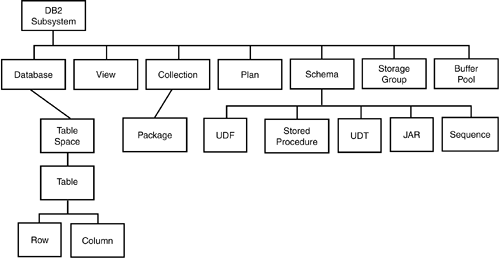 DB2
Subsystem
Database
View
Collection
Plan
Schema
Storage
Group
Buffer
Pool
Table
Space
Package
UDF
Stored
Procedure
UDT
JAR
Sequence
Table
Row
Column